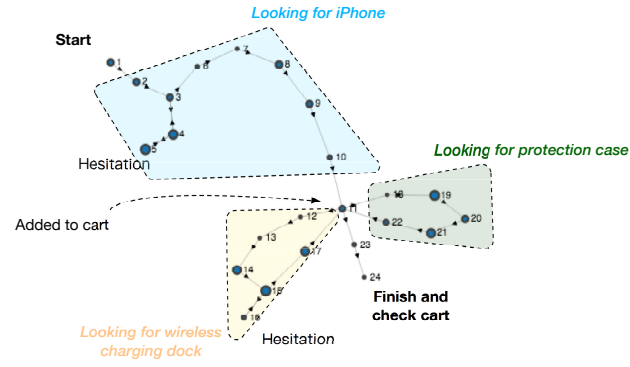 Looking for iPhone
Start
1
2
3
4
5
6
7
8
9
10
Hesitation
Looking for protection case
Added to cart
11
12
13
14
15
16
17
18
19
20
21
22
23
24
Finish and
check cart
Looking for wireless
charging dock
Hesitation